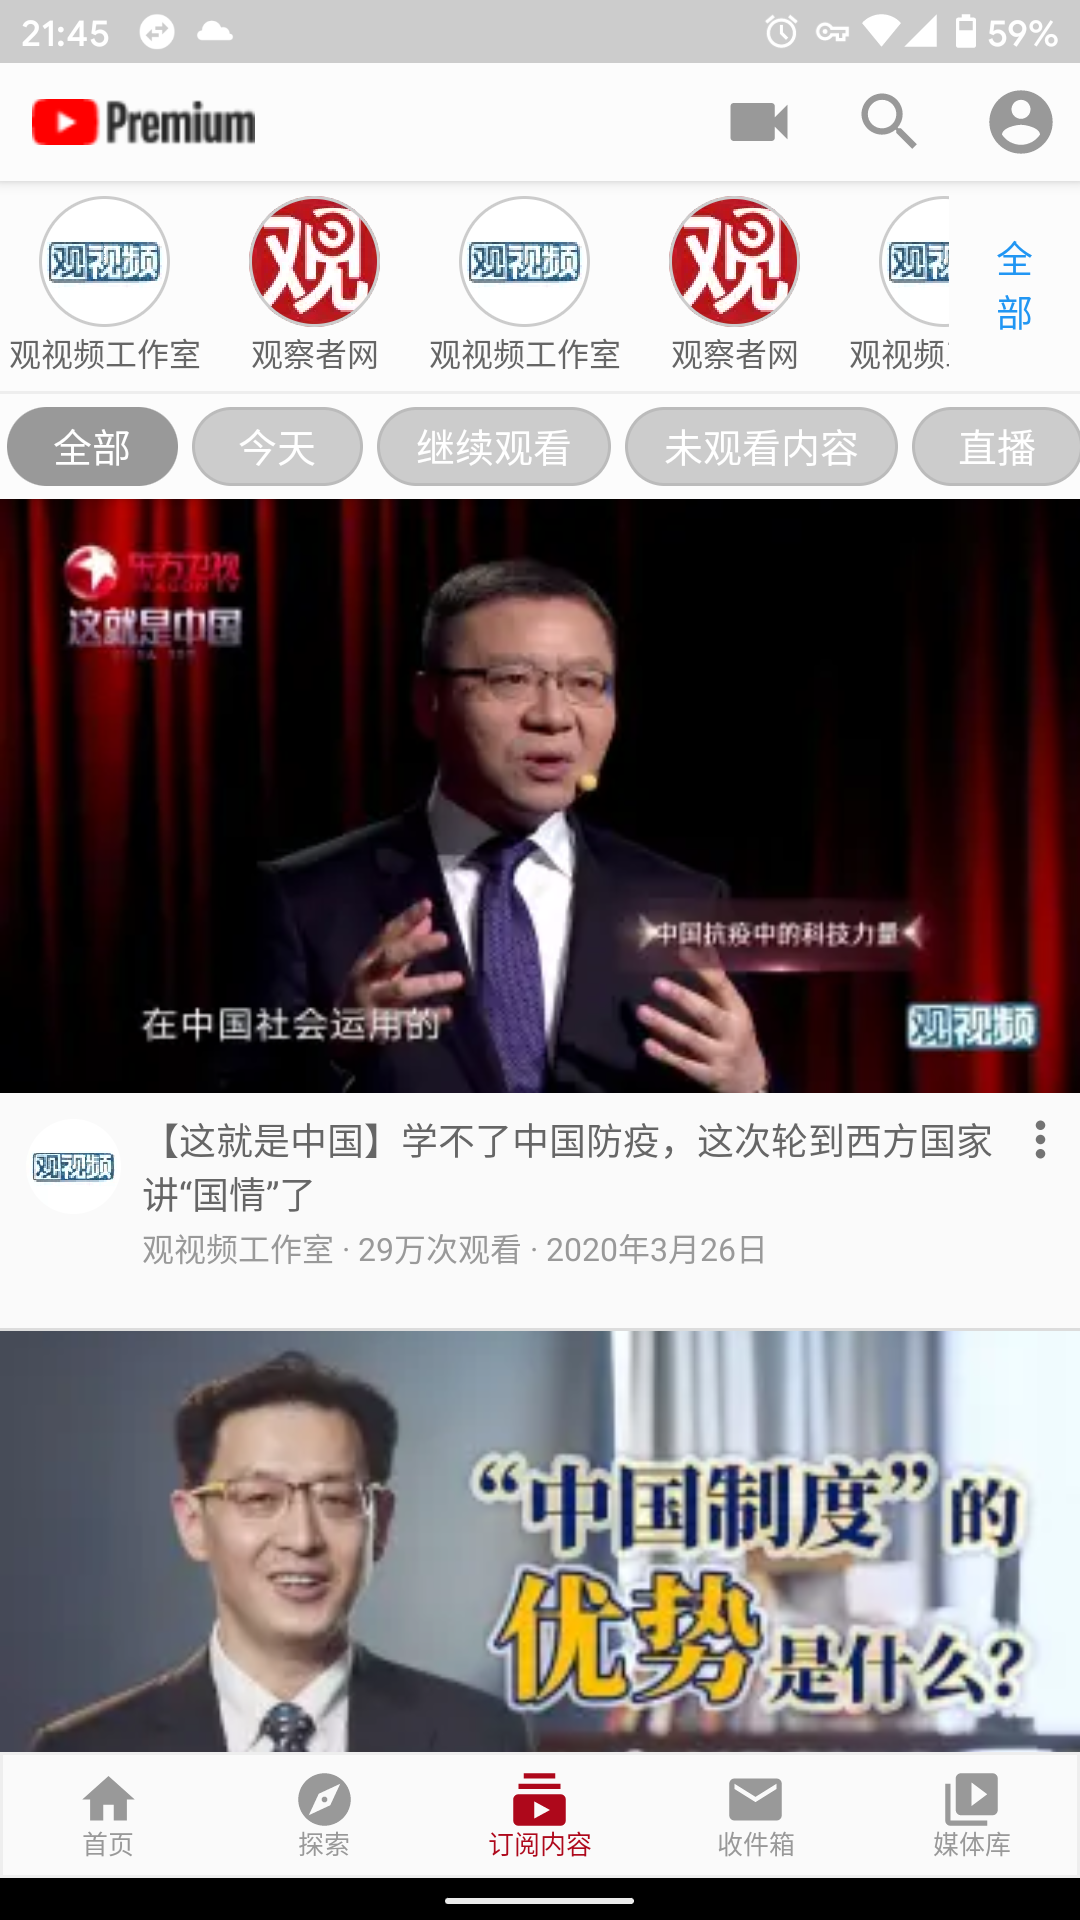 21:45
59%
Premium
观视频
观
观视频
观
观视
观视频工作室
观察者网
观视频工作室
观察者网
观视频
全
部
全部
今天
继续观看
未观看内容
直播
东方卫视
DRAGON TV
这就是中国
中国抗疫中的科技力量
在中国社会运用的
观视频
观视频
【这就是中国】学不了中国防疫，这次轮到西方国家
讲“国情”了
观视频工作室 · 29万次观看 · 2020年3月26日
“中国制度”的
优势是什么？
首页
探索
订阅内容
收件箱
媒体库